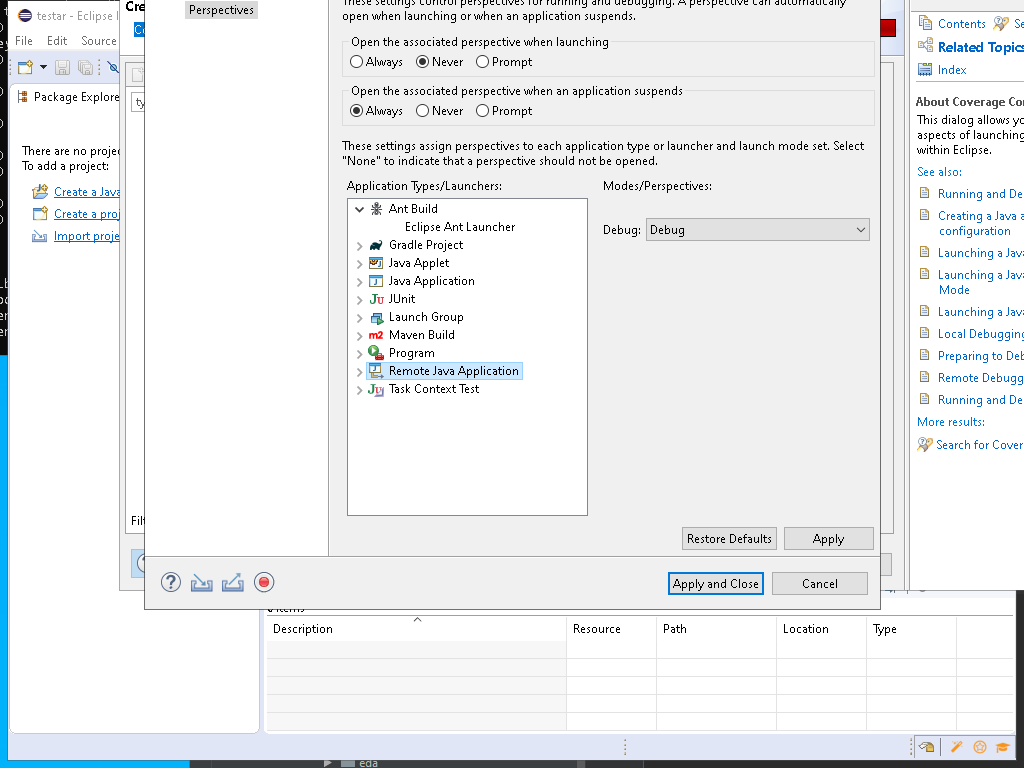 testar - Eclipse I
Cre
File Edit Source
Package Explore
There are no projec
To add a project:
Create a Java
Create a proj
Import proje
Perspectives
These settings control perspectives for running and debugging. A perspective can automatically
open when launching or when an application suspends.
Open the associated perspective when launching
Always Never Prompt
Open the associated perspective when an application suspends
Always Never Prompt
These settings assign perspectives to each application type or launcher and launch mode set. Select
"None" to indicate that a perspective should not be opened.
Application Types/Launchers:
Modes/Perspectives:
Ant Build
Eclipse Ant Launcher
Gradle Project
Java Applet
Java Application
JUnit
Launch Group
Maven Build
Program
Remote Java Application
Task Context Test
Debug: Debug
Restore Defaults Apply
Apply and Close Cancel
Filt
Contents Se
Related Topics
Index
About Coverage Co
This dialog allows yo
aspects of launching
within Eclipse.
See also:
Running and De
Creating a Java a
configuration
Launching a Java
Launching a Java
Mode
Launching a Java
Local Debugging
Preparing to Deb
Remote Debugg
Running and De
More results:
Search for Cover
Description Resource Path Location Type
eda